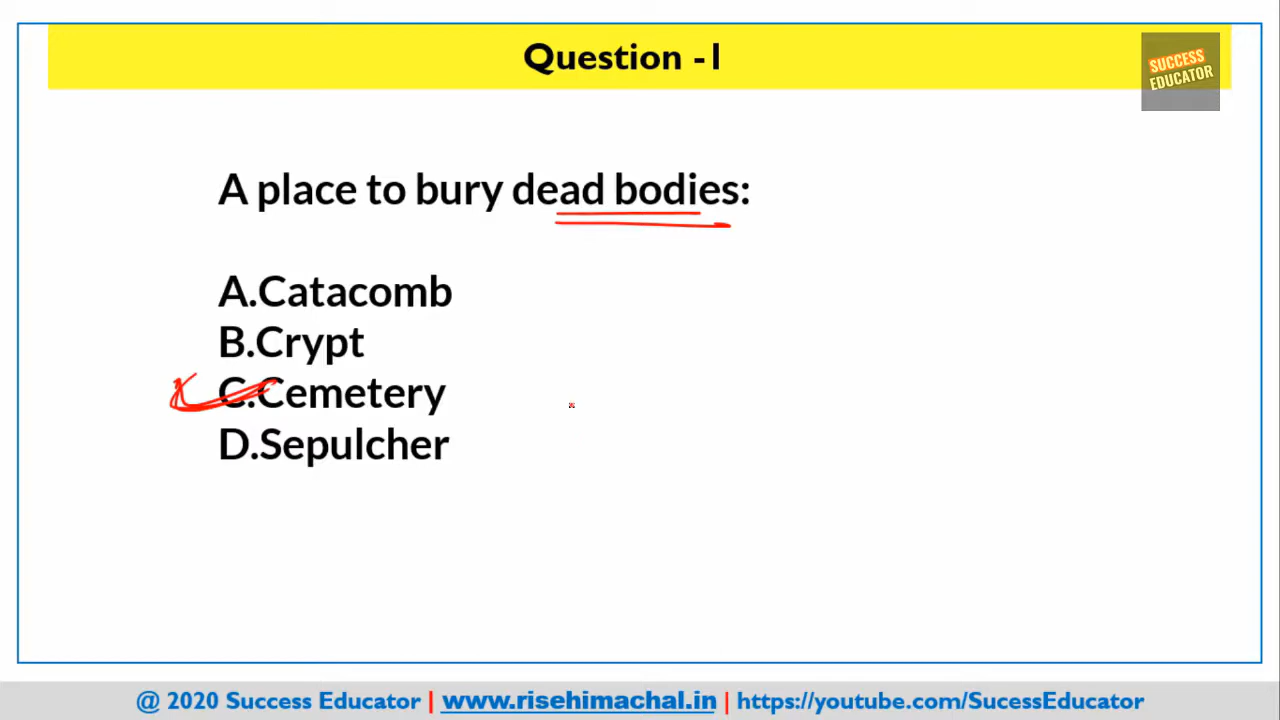 Question -1
SUCCESS
EDUCATOR
A place to bury dead bodies:
A.Catacomb
B.Crypt
C.Cemetery
D.Sepulcher
@ 2020 Success Educator | www.risehimachal.in | https://youtube.com/SucessEducator